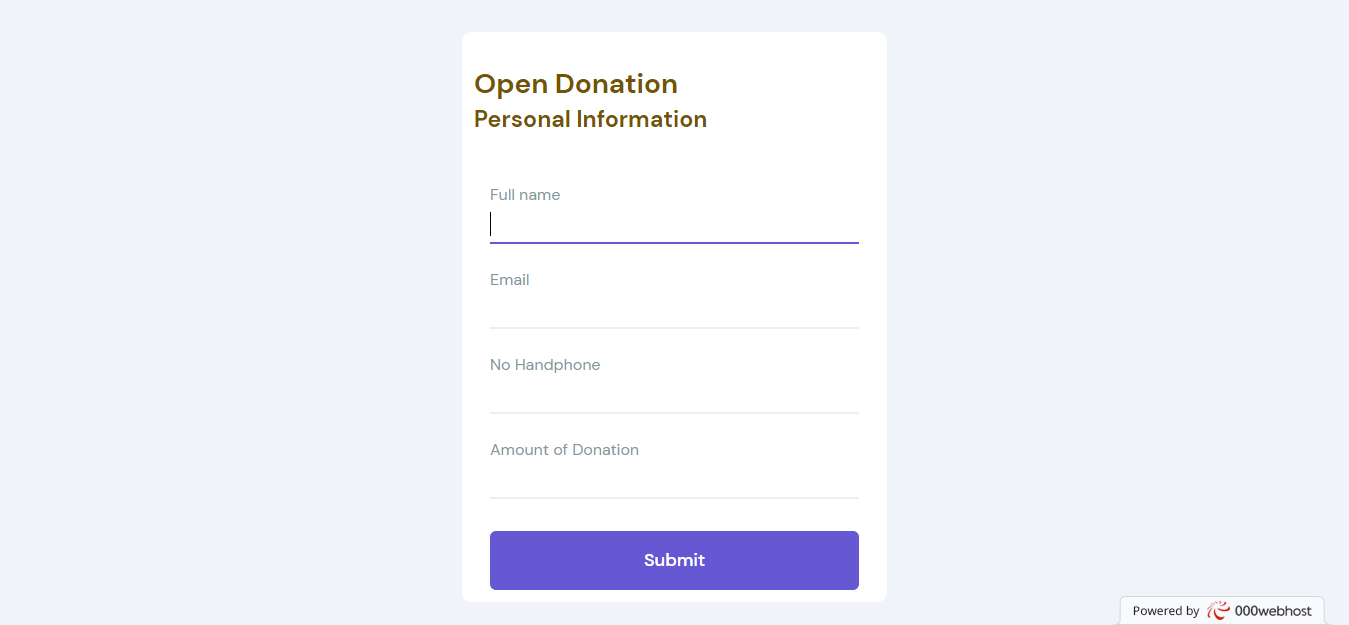 Open Donation
Personal Information
Full name
Email
No Handphone
Amount of Donation
Submit
Powered by 000webhost